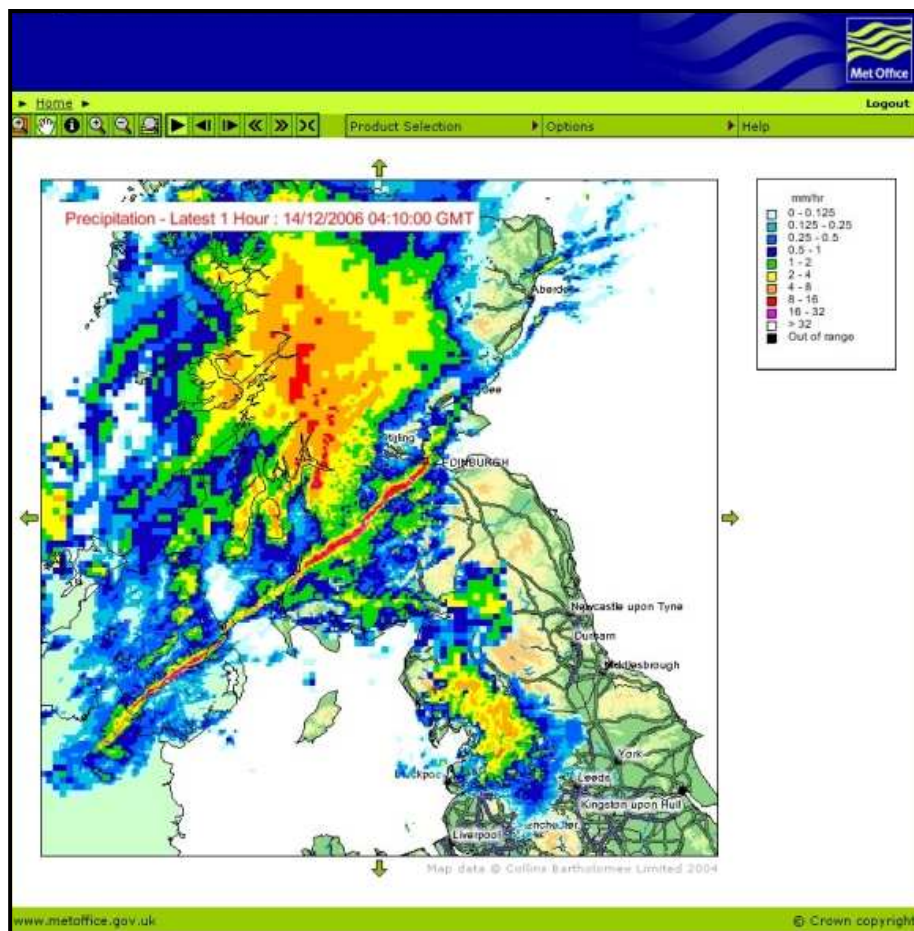 Met Office
Home
Logout
Product Selection
Options
Help
Precipitation - Latest 1 Hour : 14/12/2006 04:10:00 GMT
mm/hr
0 - 0.125
0.125 - 0.25
0.25 - 0.5
0.5 - 1
1 - 2
2 - 4
4 - 8
8 - 16
16 - 32
> 32
Out of range
Stirling
EDINBURGH
Newcastle upon Tyne
Durham
Middlesbrough
York
Leeds
Kingston upon Hull
Liverpool
Map data © Collins Bartholomew Limited 2004
www.metoffice.gov.uk
© Crown copyright